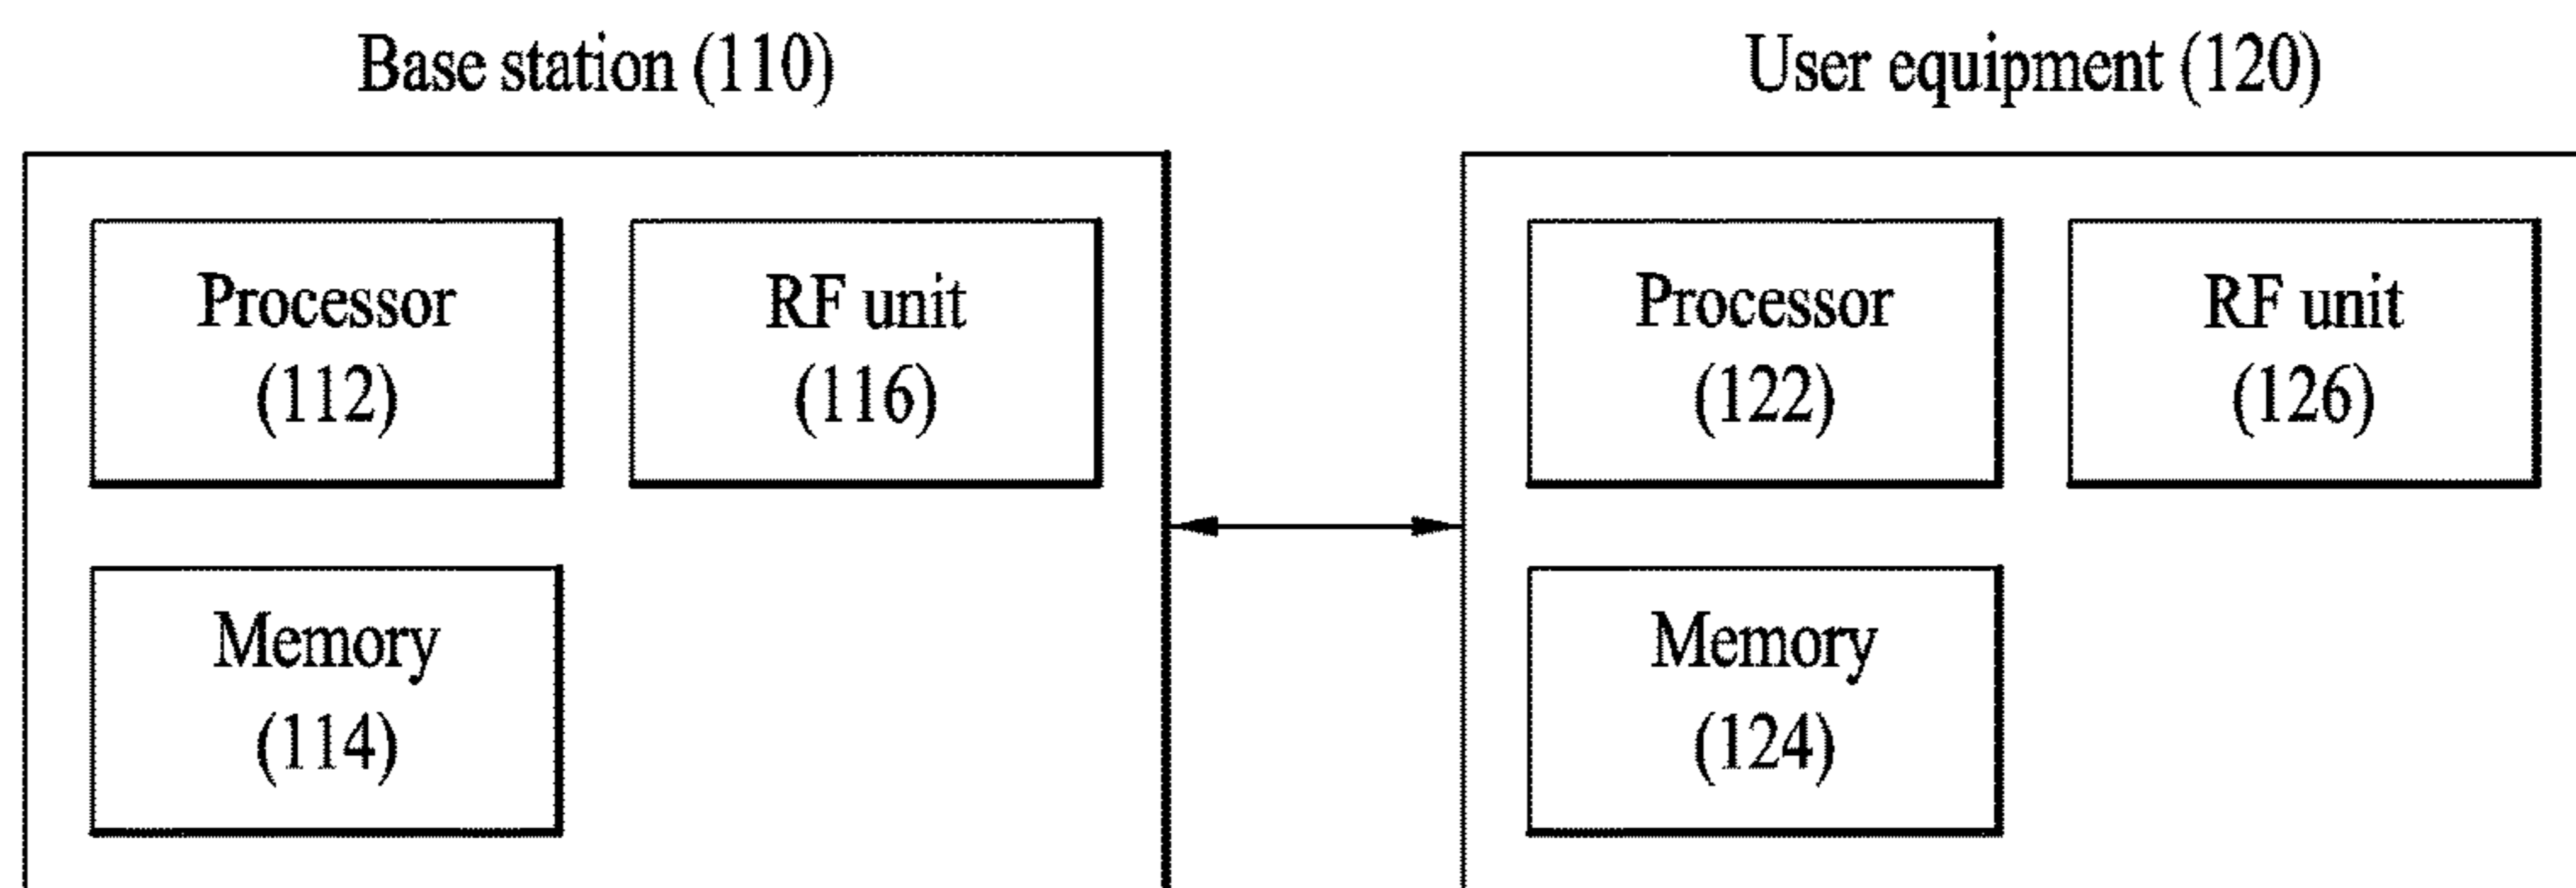 Base station (110)
User equipment (120)
Processor
(112)
RF unit
(116)
Memory
(114)
Processor
(122)
RF unit
(126)
Memory
(124)